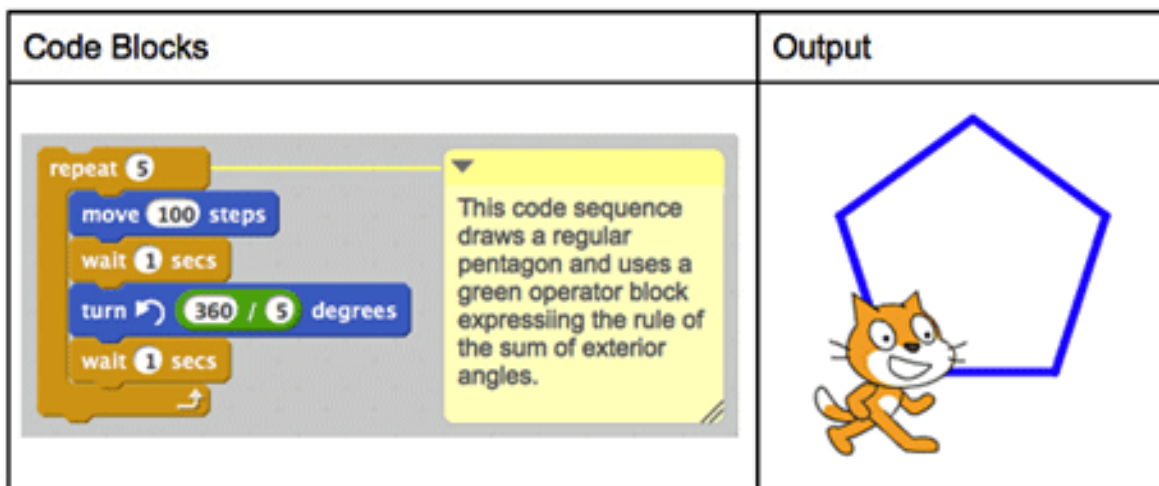 Code Blocks
Output
repeat 5
move 100 steps
wait 1 secs
turn 360 / 5 degrees
wait 1 secs
This code sequence
draws a regular
pentagon and uses a
green operator block
expressiing the rule of
the sum of exterior
angles.